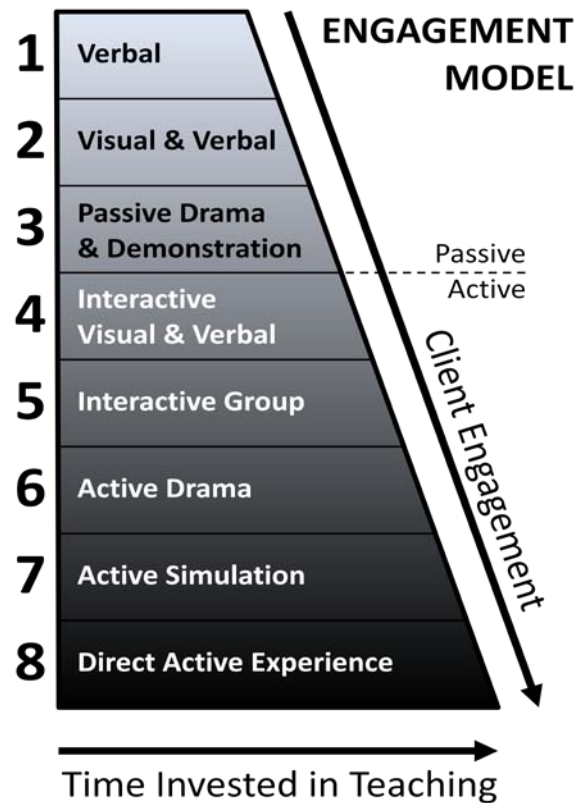 ENGAGEMENT
MODEL
1 Verbal
2 Visual & Verbal
3 Passive Drama
& Demonstration
Passive
Active
4 Interactive
Visual & Verbal
5 Interactive Group
6 Active Drama
7 Active Simulation
8 Direct Active Experience
Client Engagement
Time Invested in Teaching